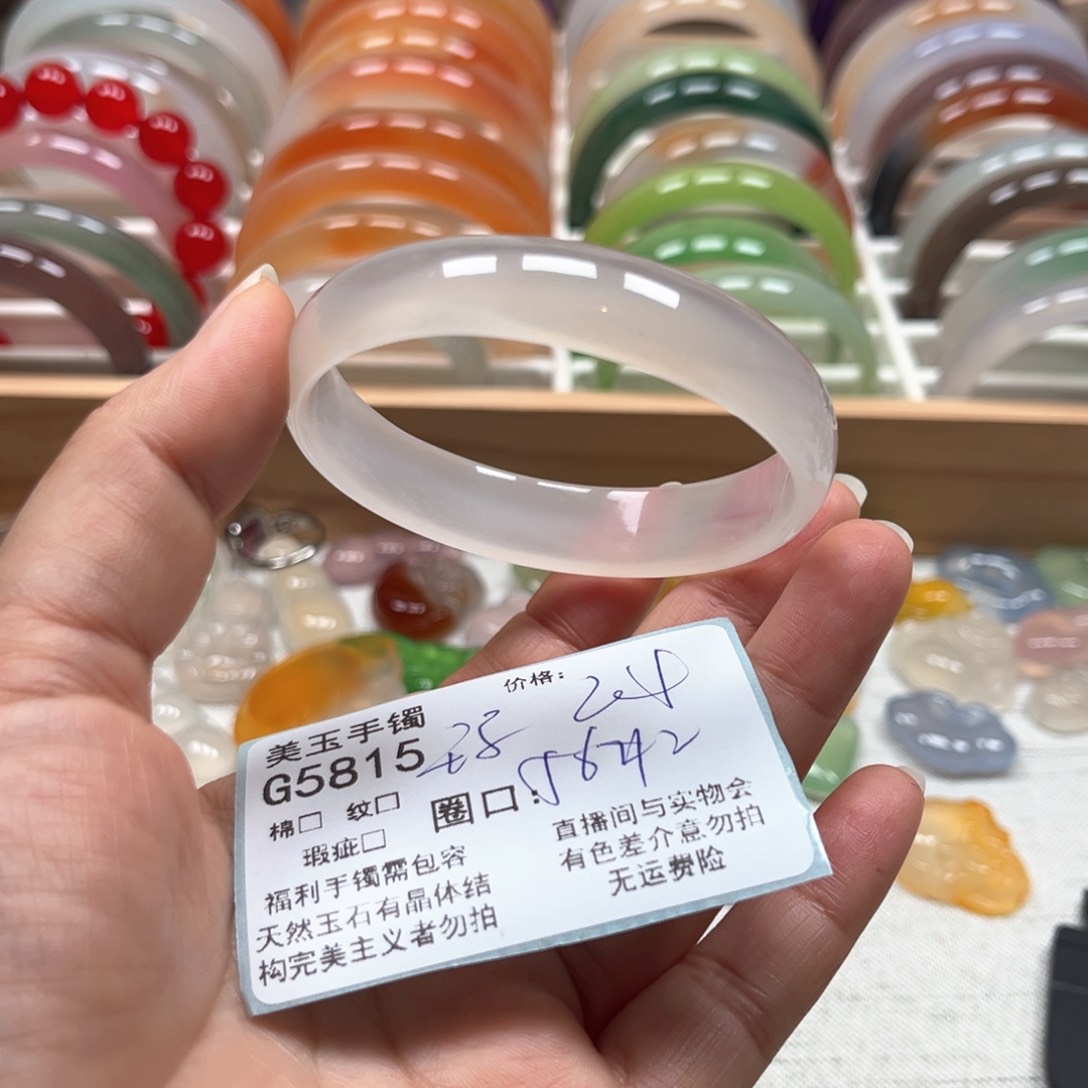 价格:
美玉手镯
G5815
棉□ 纹□ 圈口:
瑕疵□
福利手镯需包容
天然玉石有晶体结
构完美主义者勿拍
直播间与实物会
有色差介意勿拍
无运费险